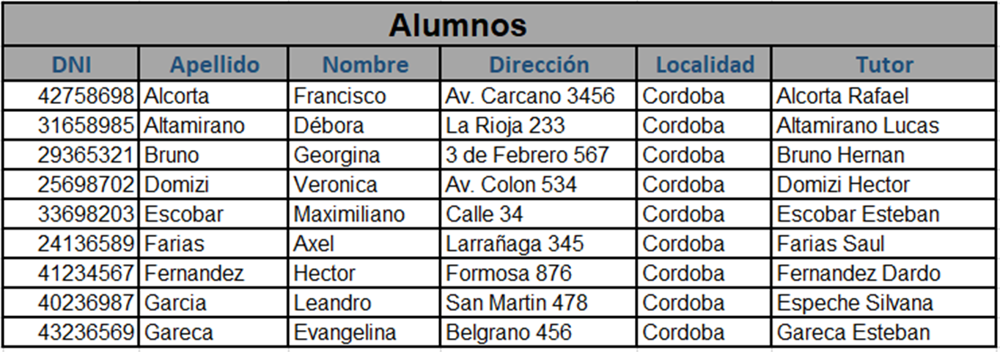 Alumnos
DNI Apellido Nombre Dirección Localidad Tutor
42758698 Alcorta Francisco Av. Carcano 3456 Cordoba Alcorta Rafael
31658985 Altamirano Débora La Rioja 233 Cordoba Altamirano Lucas
29365321 Bruno Georgina 3 de Febrero 567 Cordoba Bruno Hernan
25698702 Domizi Veronica Av. Colon 534 Cordoba Domizi Hector
33698203 Escobar Maximiliano Calle 34 Cordoba Escobar Esteban
24136589 Farias Axel Larrañaga 345 Cordoba Farias Saul
41234567 Fernandez Hector Formosa 876 Cordoba Fernandez Dardo
40236987 Garcia Leandro San Martin 478 Cordoba Espeche Silvana
43236569 Gareca Evangelina Belgrano 456 Cordoba Gareca Esteban